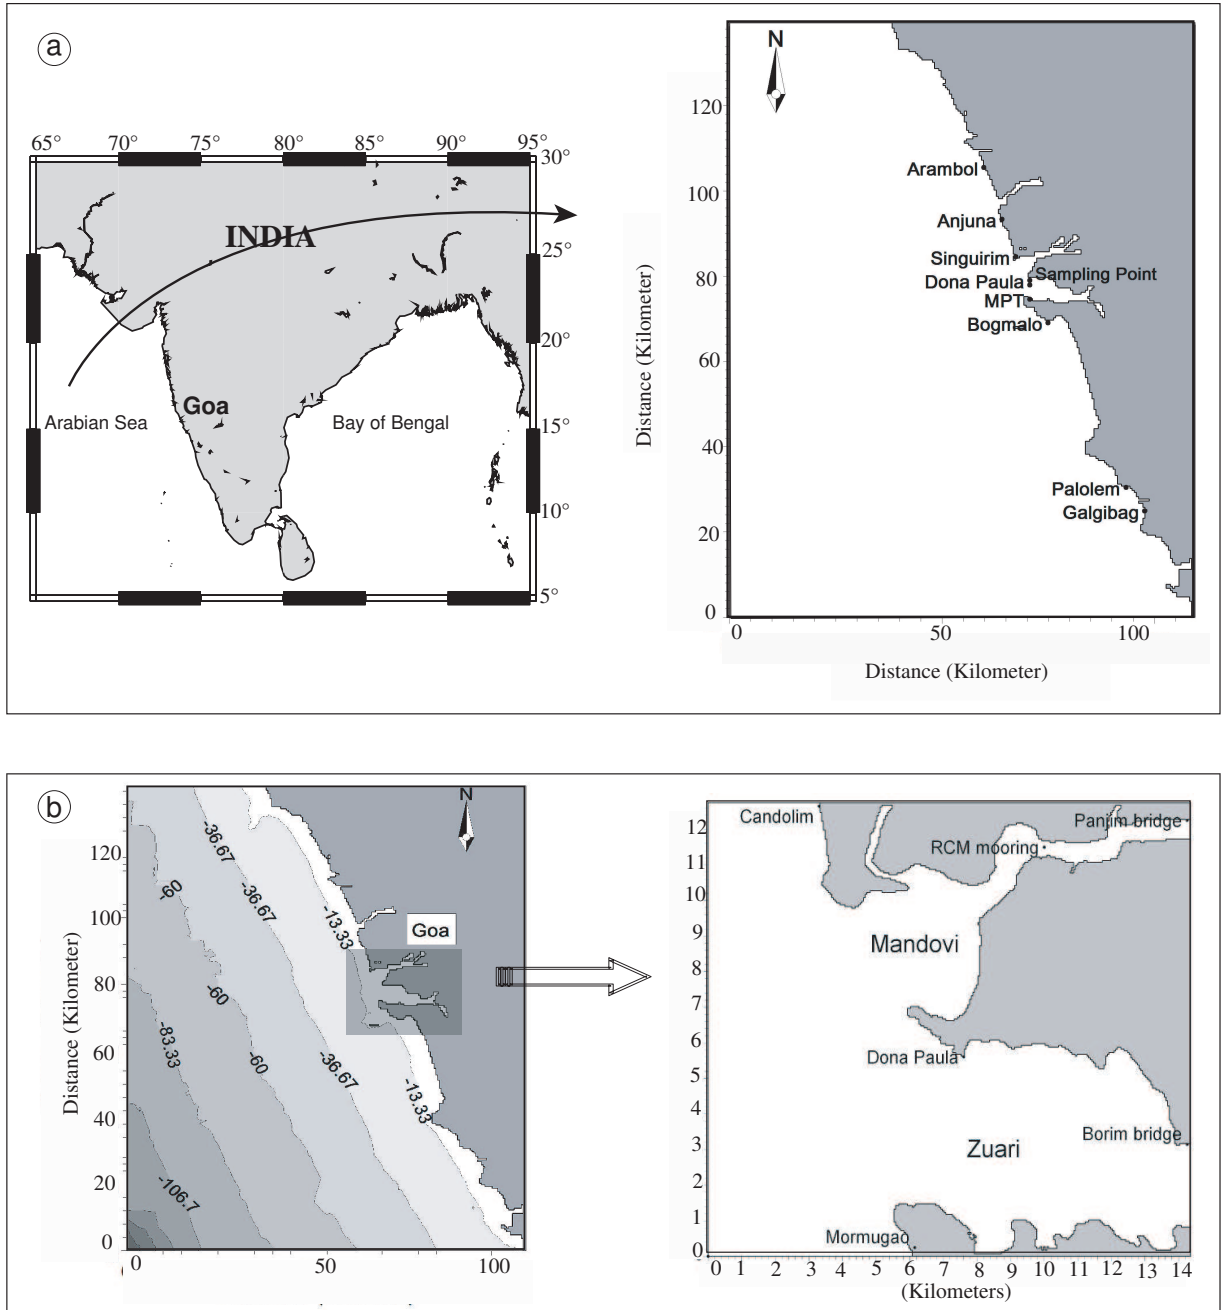 a
65° 70° 75° 80° 85° 90° 95°
30°
25°
20°
15°
10°
5°
INDIA
Goa
Arabian Sea
Bay of Bengal
N
120
100
80
60
40
20
0
Distance (Kilometer)
Arambol
Anjuna
Singuirim
Sampling Point
Dona Paula
MPT
Bogmalo
Palolem
Galgibag
0 50 100
Distance (Kilometer)
b
N
120
100
80
60
40
20
0
Distance (Kilometer)
-36.67
-60
-36.67
-13.33
Goa
-60
-83.33
-60
-36.67
-13.33
-106.7
0 50 100
12
11
10
9
8
7
6
5
4
3
2
1
0
Candolim
Panjim bridge
RCM mooring
Mandovi
Dona Paula
Borim bridge
Zuari
Mormugao
0 1 2 3 4 5 6 7 8 9 10 11 12 13 14
(Kilometers)